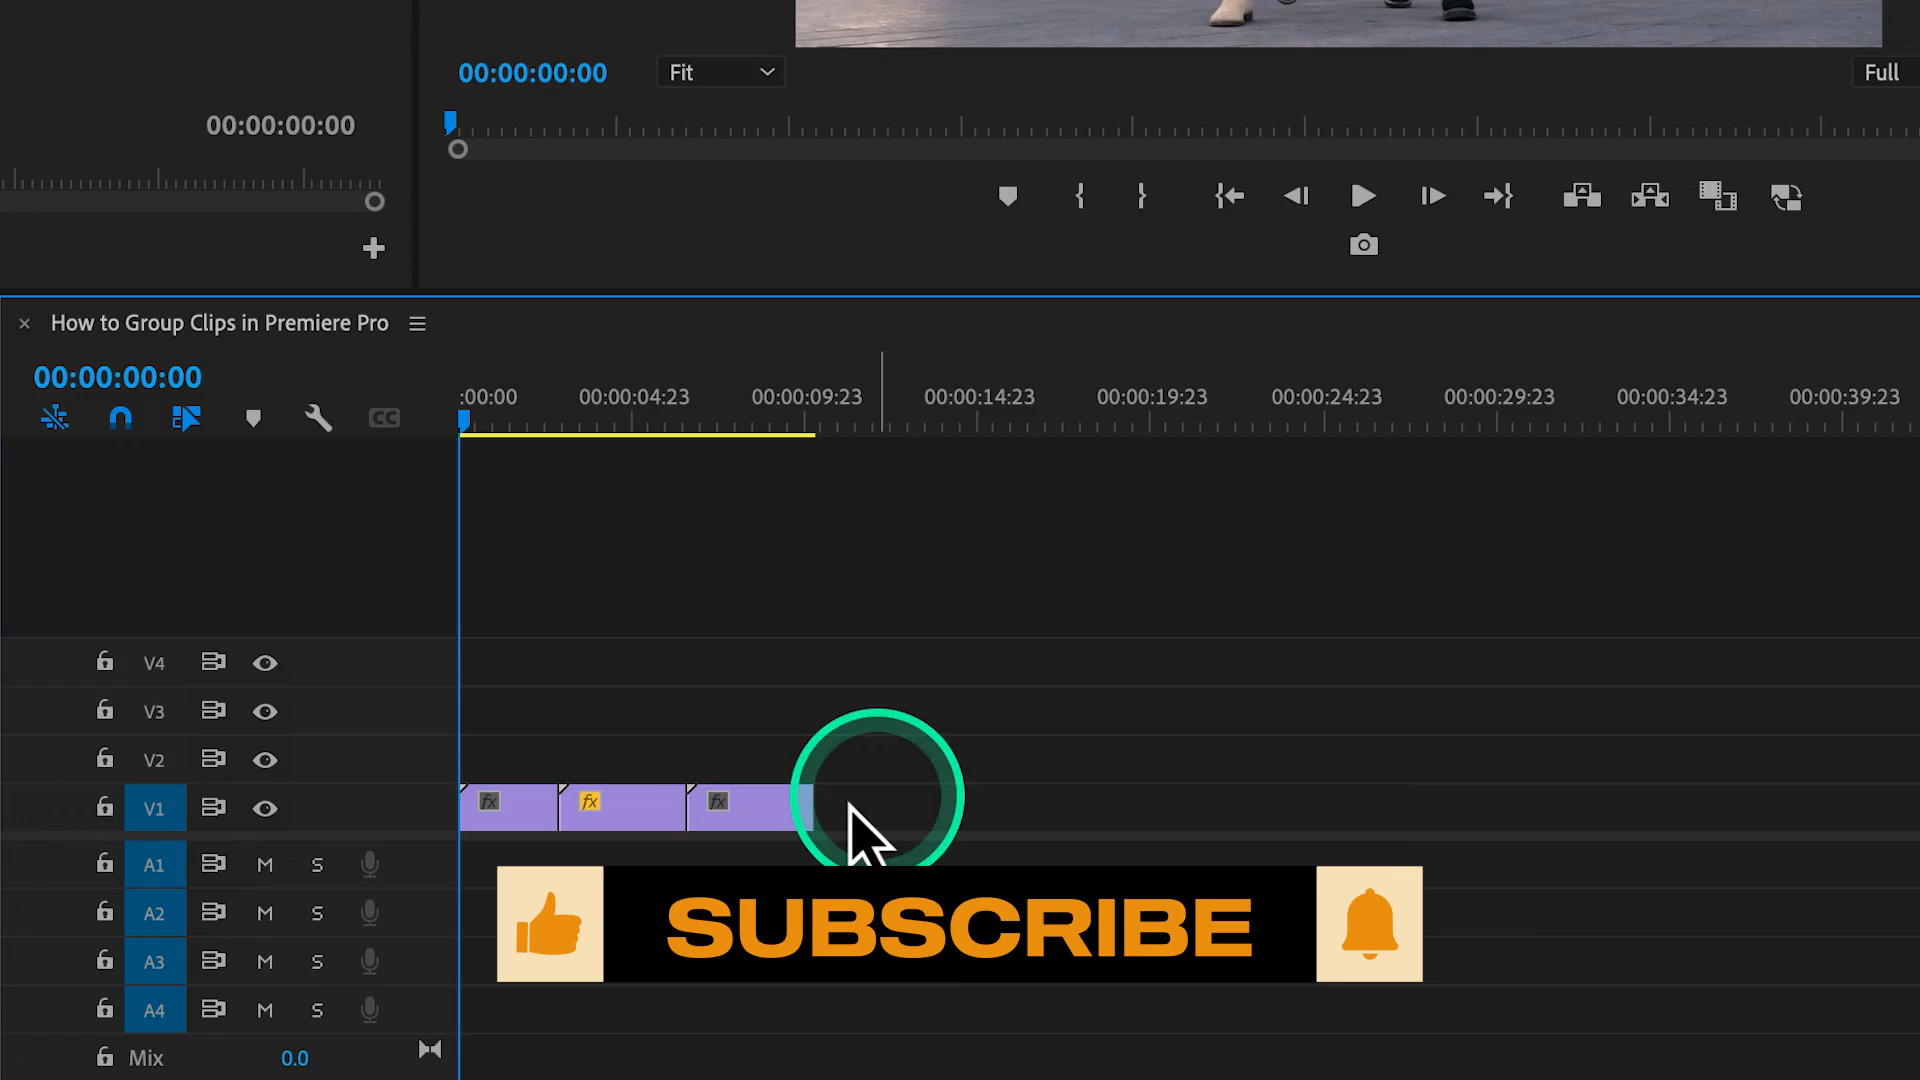 00:00:00:00
Fit
Full
00:00:00:00
How to Group Clips in Premiere Pro
00:00:00:00
:00:00
00:00:04:23
00:00:09:23
00:00:14:23
00:00:19:23
00:00:24:23
00:00:29:23
00:00:34:23
00:00:39:23
CC
V4
V3
V2
V1
fx
fx
fx
A1 M S
A2 M S
SUBSCRIBE
A3 M S
A4 M S
Mix 0.0